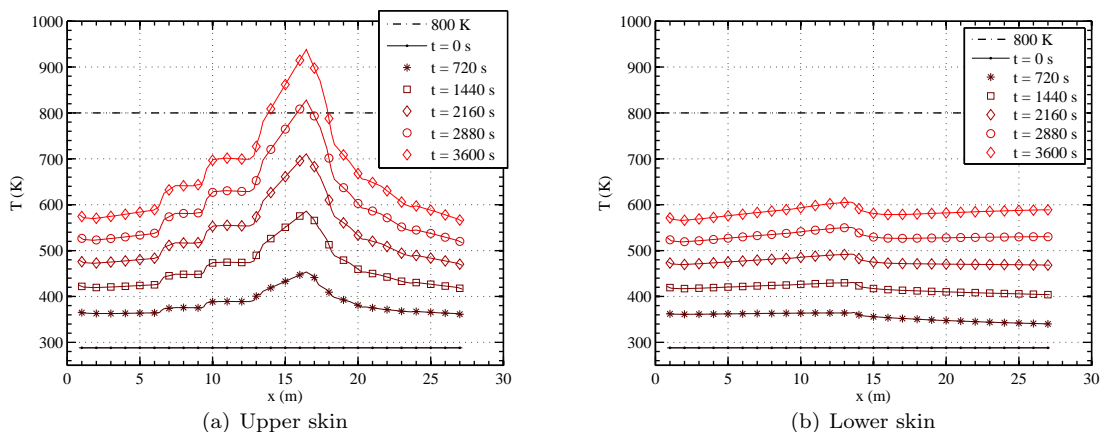 1000
900
800
700
600
500
400
300
T (K)
0 5 10 15 20 25 30
x (m)
800 K
t = 0 s
t = 720 s
t = 1440 s
t = 2160 s
t = 2880 s
t = 3600 s
(a) Upper skin
1000
900
800
700
600
500
400
300
T (K)
0 5 10 15 20 25 30
x (m)
800 K
t = 0 s
t = 720 s
t = 1440 s
t = 2160 s
t = 2880 s
t = 3600 s
(b) Lower skin